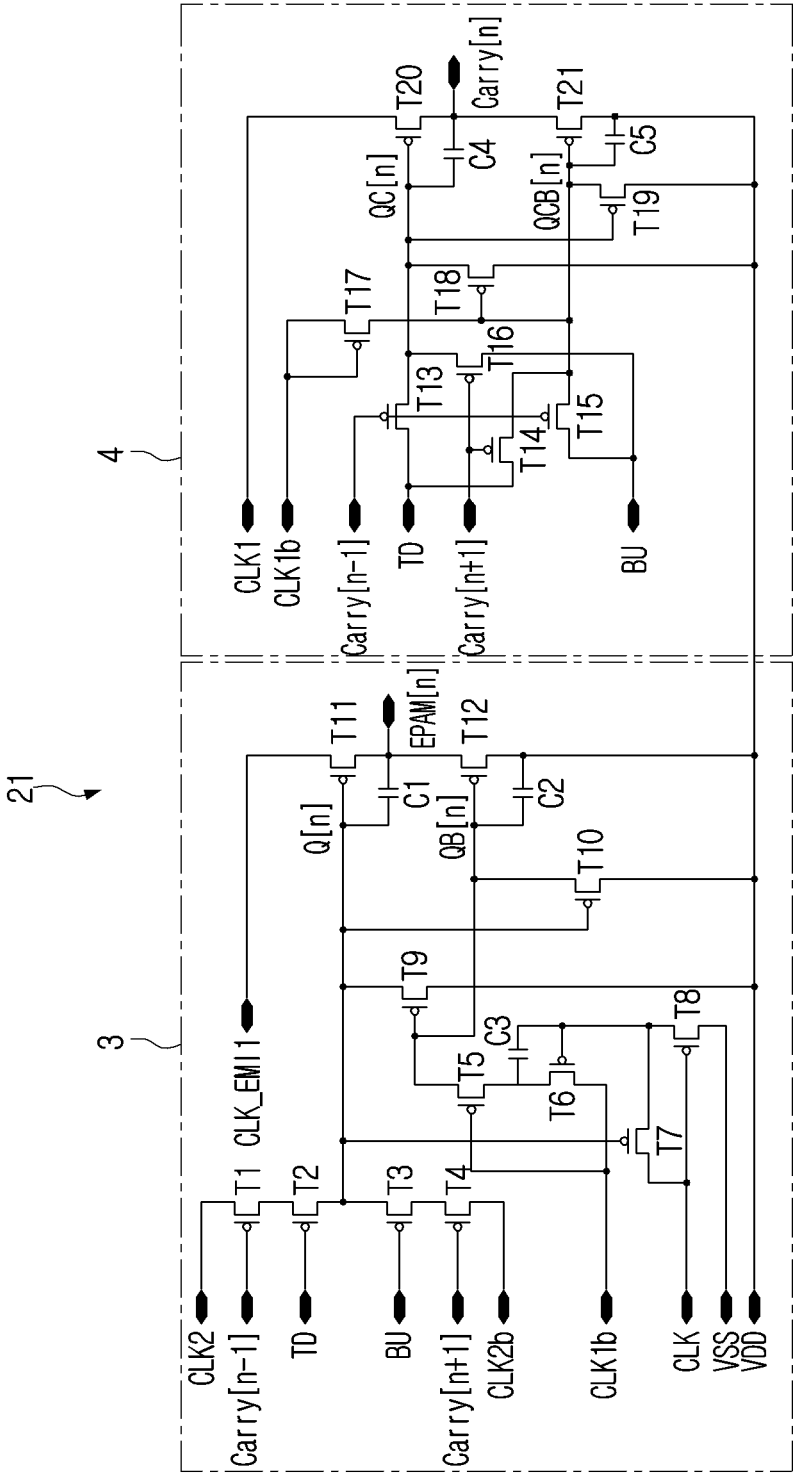 21
3
CLK2
Carry[n-1]
TD
BU
Carry[n+1]
CLK2b
CLK1b
CLK
VSS
VDD
CLK_EMI1
T1
T2
T3
T4
T5
T6
T7
T8
C3
T9
T10
Q[n]
QB[n]
C1
C2
T11
T12
EPAM[n]
4
CLK1
CLK1b
Carry[n-1]
TD
Carry[n+1]
BU
T13
T14
T15
T16
T17
T18
T19
QC[n]
QCB[n]
C4
C5
T20
T21
Carry[n]